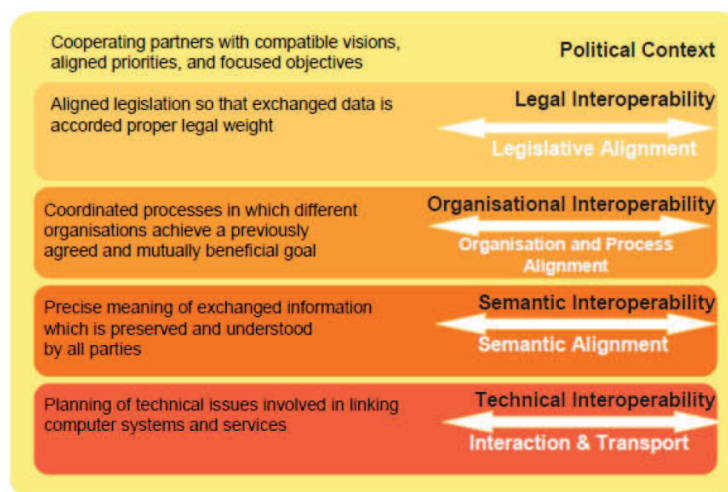 Cooperating partners with compatible visions,
aligned priorities, and focused objectives
Political Context
Aligned legislation so that exchanged data is
accorded proper legal weight
Legal Interoperability
Legislative Alignment
Coordinated processes in which different
organisations achieve a previously
agreed and mutually beneficial goal
Organisational Interoperability
Organisation and Process
Alignment
Precise meaning of exchanged information
which is preserved and understood
by all parties
Semantic Interoperability
Semantic Alignment
Planning of technical issues involved in linking
computer systems and services
Technical Interoperability
Interaction & Transport